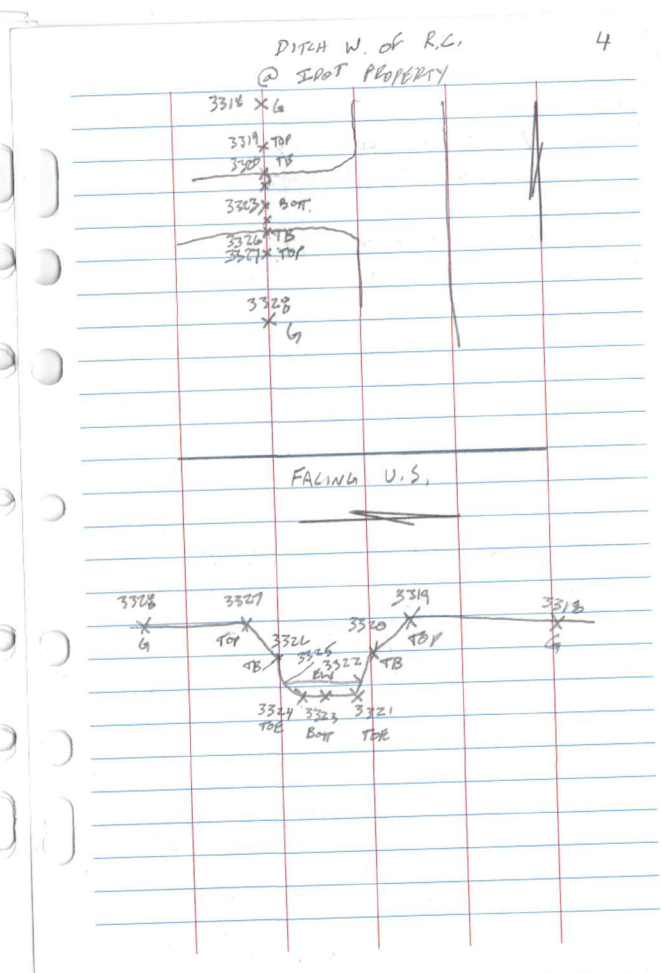 DITCH W. OF R.C. 4
@ IDOT PROPERTY
3318 G
3319 TOP
3320 TB
3323 BOTT.
3326 TB
3327 TOP
3328
G
FACING U.S.
3328 3327 3319 3318
G TOP 3326 3320 TOP G
TB 3325 3322 TB
EW
3324 3323 3321
TOE BOTT TOE